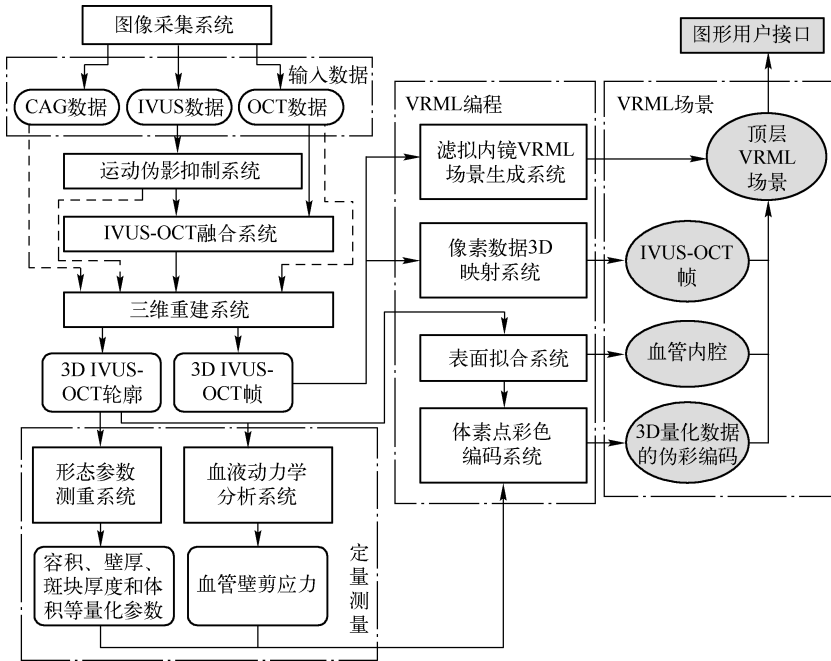 图像采集系统
图形用户接口
输入数据
CAG数据
IVUS数据
OCT数据
运动伪影抑制系统
IVUS-OCT融合系统
三维重建系统
3D IVUS-
OCT轮廓
3D IVUS-
OCT帧
形态参数
测重系统
血液动力学
分析系统
容积、壁厚、
斑块厚度和体
积等量化参数
血管壁剪应力
定
量
测
量
VRML编程
滤拟内镜VRML
场景生成系统
像素数据3D
映射系统
表面拟合系统
体素点彩色
编码系统
VRML场景
顶层
VRML
场景
IVUS-OCT
帧
血管内腔
3D量化数据
的伪彩编码